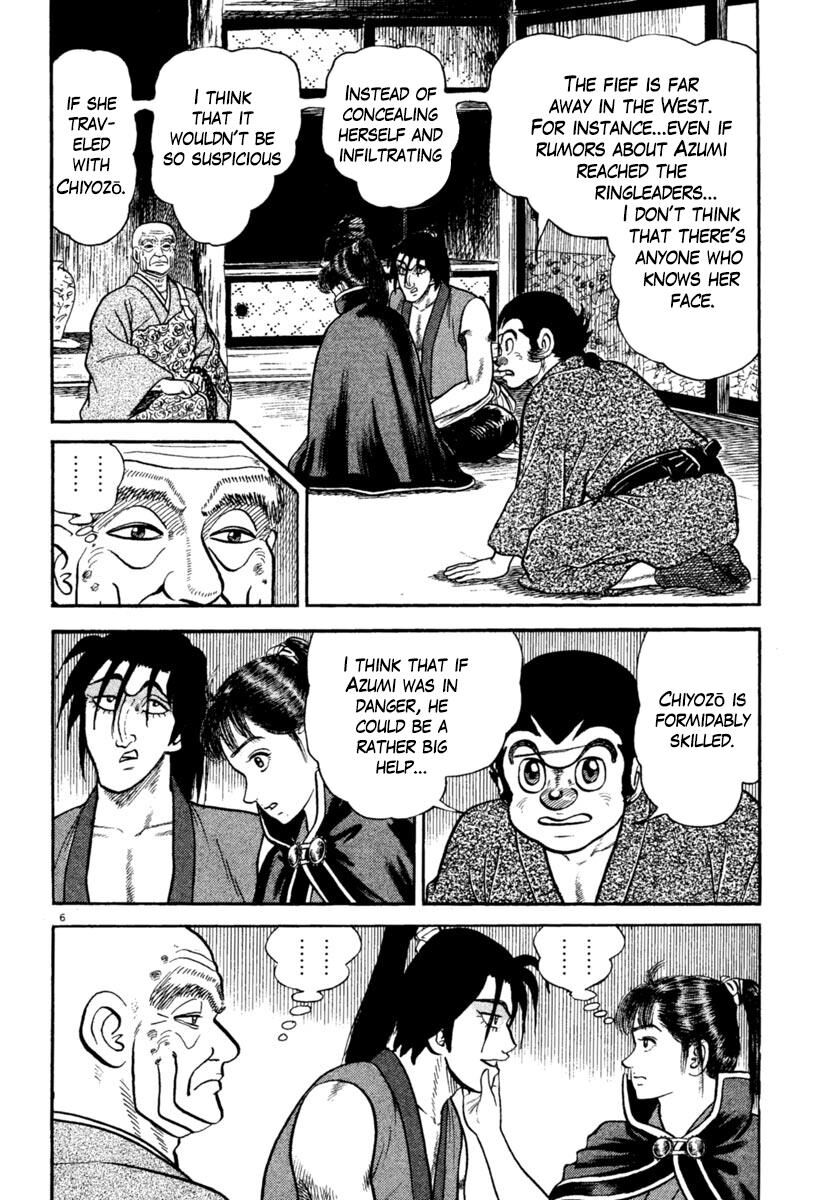 THE FIEF IS FAR
AWAY IN THE WEST.
FOR INSTANCE...EVEN IF
RUMORS ABOUT AZUMI
REACHED THE
RINGLEADERS...
I DON'T THINK
THAT THERE'S
ANYONE WHO
KNOWS HER
FACE.
INSTEAD OF
CONCEALING
HERSELF AND
INFILTRATING
I THINK
THAT IT
WOULDN'T BE
SO SUSPICIOUS
IF SHE
TRAV-
ELED
WITH
CHIYOZŌ.
......
CHIYOZŌ IS
FORMIDABLY
SKILLED.
I THINK THAT IF
AZUMI WAS IN
DANGER, HE
COULD BE A
RATHER BIG
HELP...
6
......
......